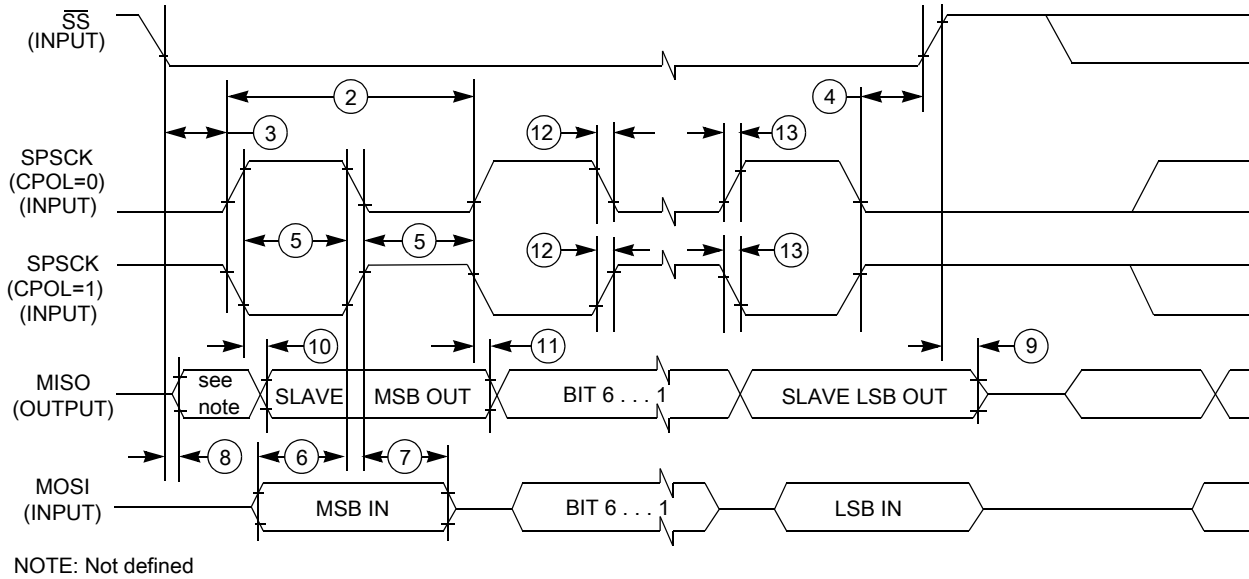 SS
(INPUT)
2
4
3
12
13
SPSCK
(CPOL=0)
(INPUT)
5
5
12
13
SPSCK
(CPOL=1)
(INPUT)
10
11
9
MISO
(OUTPUT)
see
note
SLAVE
MSB OUT
BIT 6 . . . 1
SLAVE LSB OUT
8
6
7
MOSI
(INPUT)
MSB IN
BIT 6 . . . 1
LSB IN
NOTE: Not defined